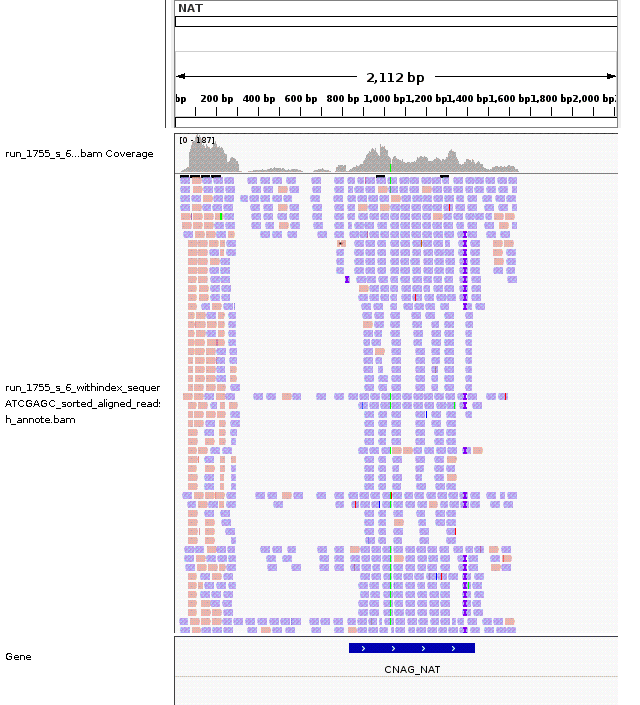 NAT
2,112 bp
bp 200 bp 400 bp 600 bp 800 bp 1,000 bp 1,200 bp 1,400 bp 1,600 bp 1,800 bp 2,000 bp
[0 - 187]
run_1755_s_6...bam Coverage
run_1755_s_6_withindex_sequer
ATCGAGC_sorted_aligned_read:
h_annote.bam
Gene
CNAG_NAT